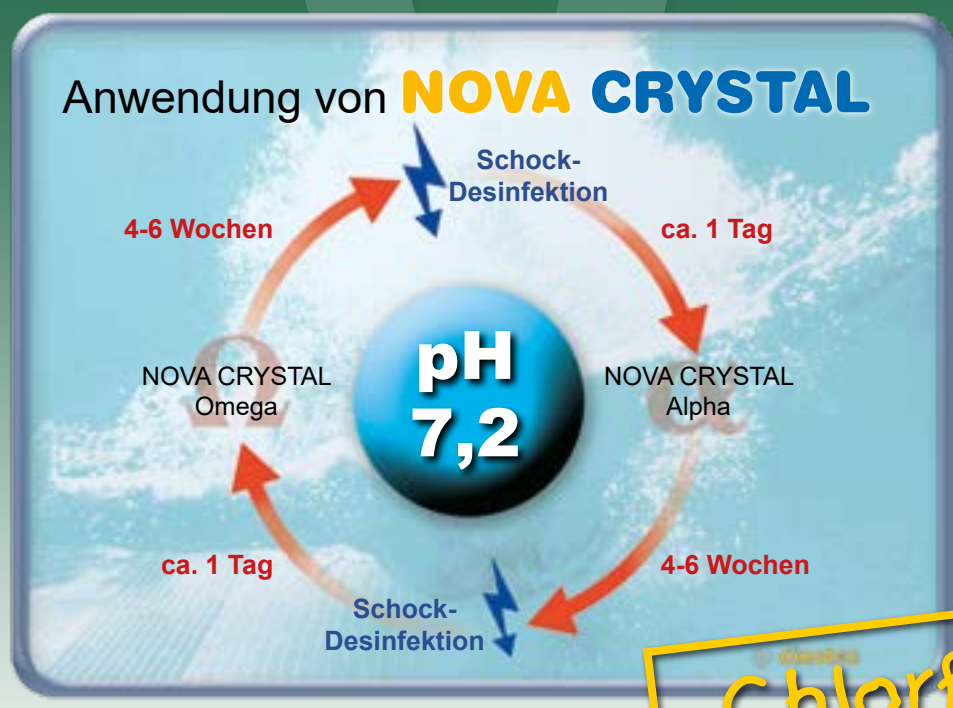 Anwendung von NOVA CRYSTAL
Schock-
Desinfektion
4-6 Wochen
ca. 1 Tag
pH
7,2
NOVA CRYSTAL
Omega
Ω
NOVA CRYSTAL
Alpha
α
ca. 1 Tag
4-6 Wochen
Schock-
Desinfektion